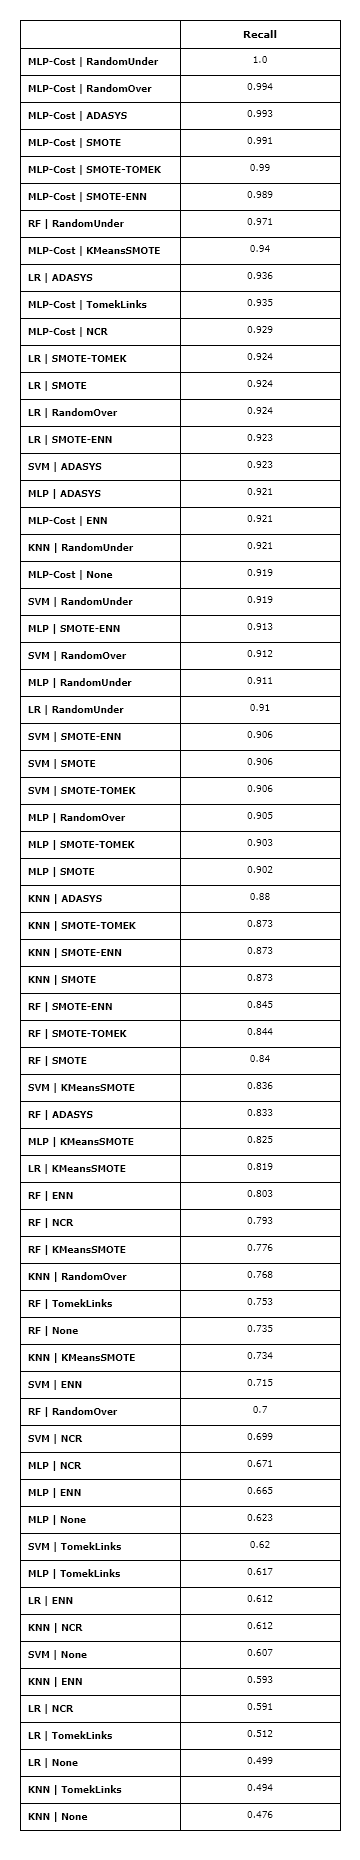 Recall
MLP-Cost | RandomUnder 1.0
MLP-Cost | RandomOver 0.994
MLP-Cost | ADASYS 0.993
MLP-Cost | SMOTE 0.991
MLP-Cost | SMOTE-TOMEK 0.99
MLP-Cost | SMOTE-ENN 0.989
RF | RandomUnder 0.971
MLP-Cost | KMeansSMOTE 0.94
LR | ADASYS 0.936
MLP-Cost | TomekLinks 0.935
MLP-Cost | NCR 0.929
LR | SMOTE-TOMEK 0.924
LR | SMOTE 0.924
LR | RandomOver 0.924
LR | SMOTE-ENN 0.923
SVM | ADASYS 0.923
MLP | ADASYS 0.921
MLP-Cost | ENN 0.921
KNN | RandomUnder 0.921
MLP-Cost | None 0.919
SVM | RandomUnder 0.919
MLP | SMOTE-ENN 0.913
SVM | RandomOver 0.912
MLP | RandomUnder 0.911
LR | RandomUnder 0.91
SVM | SMOTE-ENN 0.906
SVM | SMOTE 0.906
SVM | SMOTE-TOMEK 0.906
MLP | RandomOver 0.905
MLP | SMOTE-TOMEK 0.903
MLP | SMOTE 0.902
KNN | ADASYS 0.88
KNN | SMOTE-TOMEK 0.873
KNN | SMOTE-ENN 0.873
KNN | SMOTE 0.873
RF | SMOTE-ENN 0.845
RF | SMOTE-TOMEK 0.844
RF | SMOTE 0.84
SVM | KMeansSMOTE 0.836
RF | ADASYS 0.833
MLP | KMeansSMOTE 0.825
LR | KMeansSMOTE 0.819
RF | ENN 0.803
RF | NCR 0.793
RF | KMeansSMOTE 0.776
KNN | RandomOver 0.768
RF | TomekLinks 0.753
RF | None 0.735
KNN | KMeansSMOTE 0.734
SVM | ENN 0.715
RF | RandomOver 0.7
SVM | NCR 0.699
MLP | NCR 0.671
MLP | ENN 0.665
MLP | None 0.623
SVM | TomekLinks 0.62
MLP | TomekLinks 0.617
LR | ENN 0.612
KNN | NCR 0.612
SVM | None 0.607
KNN | ENN 0.593
LR | NCR 0.591
LR | TomekLinks 0.512
LR | None 0.499
KNN | TomekLinks 0.494
KNN | None 0.476